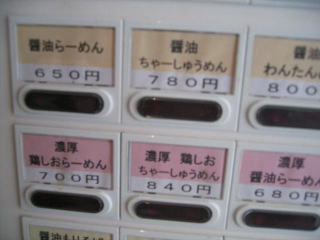 醤油らーめん
650円
醤油
ちゃーしゅうめん
780円
醤油
わんたん
800
濃厚
鶏しおらーめん
700円
濃厚 鶏しお
ちゃーしゅうめん
840円
濃厚
醤油らーめ
680円